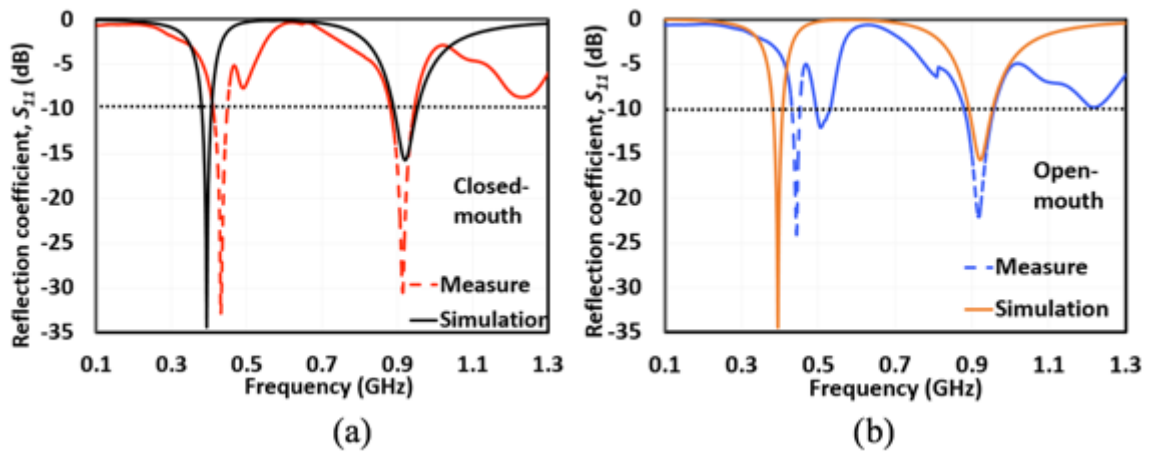 Reflection coefficient, S11 (dB)
0
-5
-10
-15
-20
-25
-30
-35
Closed-
mouth
Measure
Simulation
0.1 0.3 0.5 0.7 0.9 1.1 1.3
Frequency (GHz)
(a)
Reflection coefficient, S11 (dB)
0
-5
-10
-15
-20
-25
-30
-35
Open-
mouth
Measure
Simulation
0.1 0.3 0.5 0.7 0.9 1.1 1.3
Frequency (GHz)
(b)